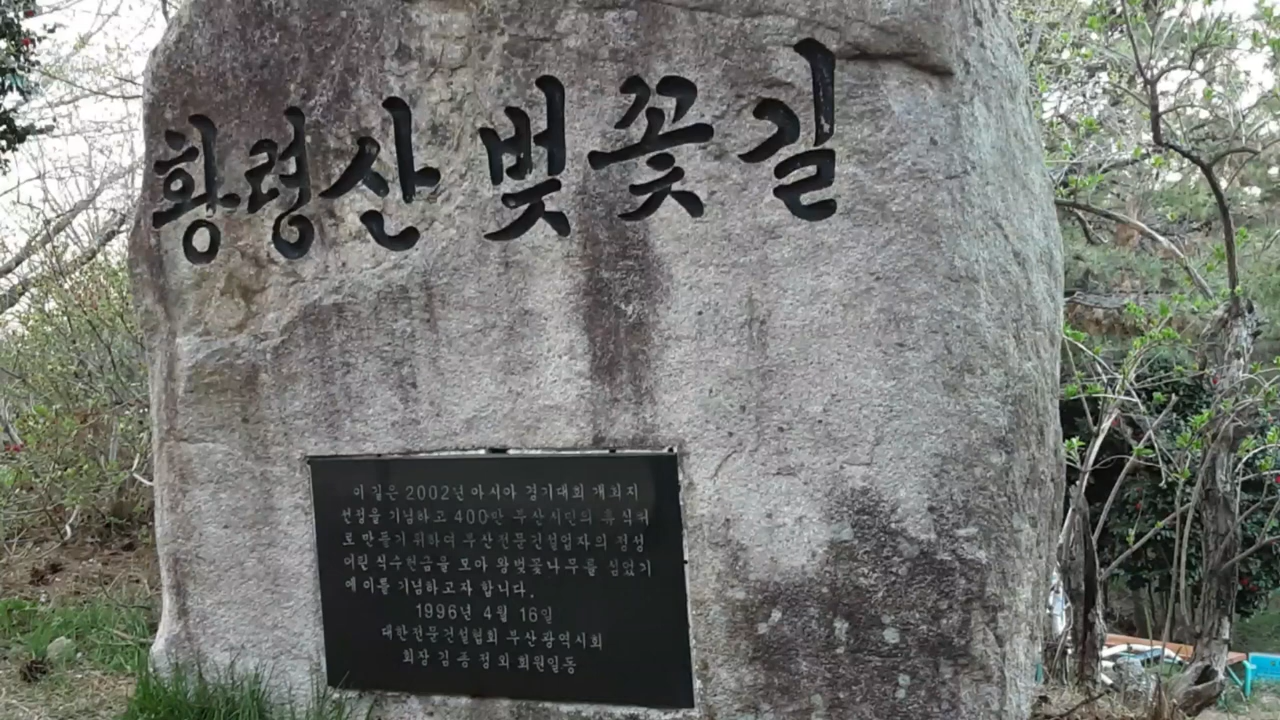 황령산 벚꽃길
이 길은 2002년 아시아 경기대회 개최지
선정을 기념하고 400만 부산시민의 휴식처
로 만들기 위하여 부산전문건설업자의 정성
어린 식수헌금을 모아 왕벚꽃나무를 심었기
에 이를 기념하고자 합니다.
1996년 4월 16일
대한전문건설협회 부산광역시회
회장 김종정 외 회원일동